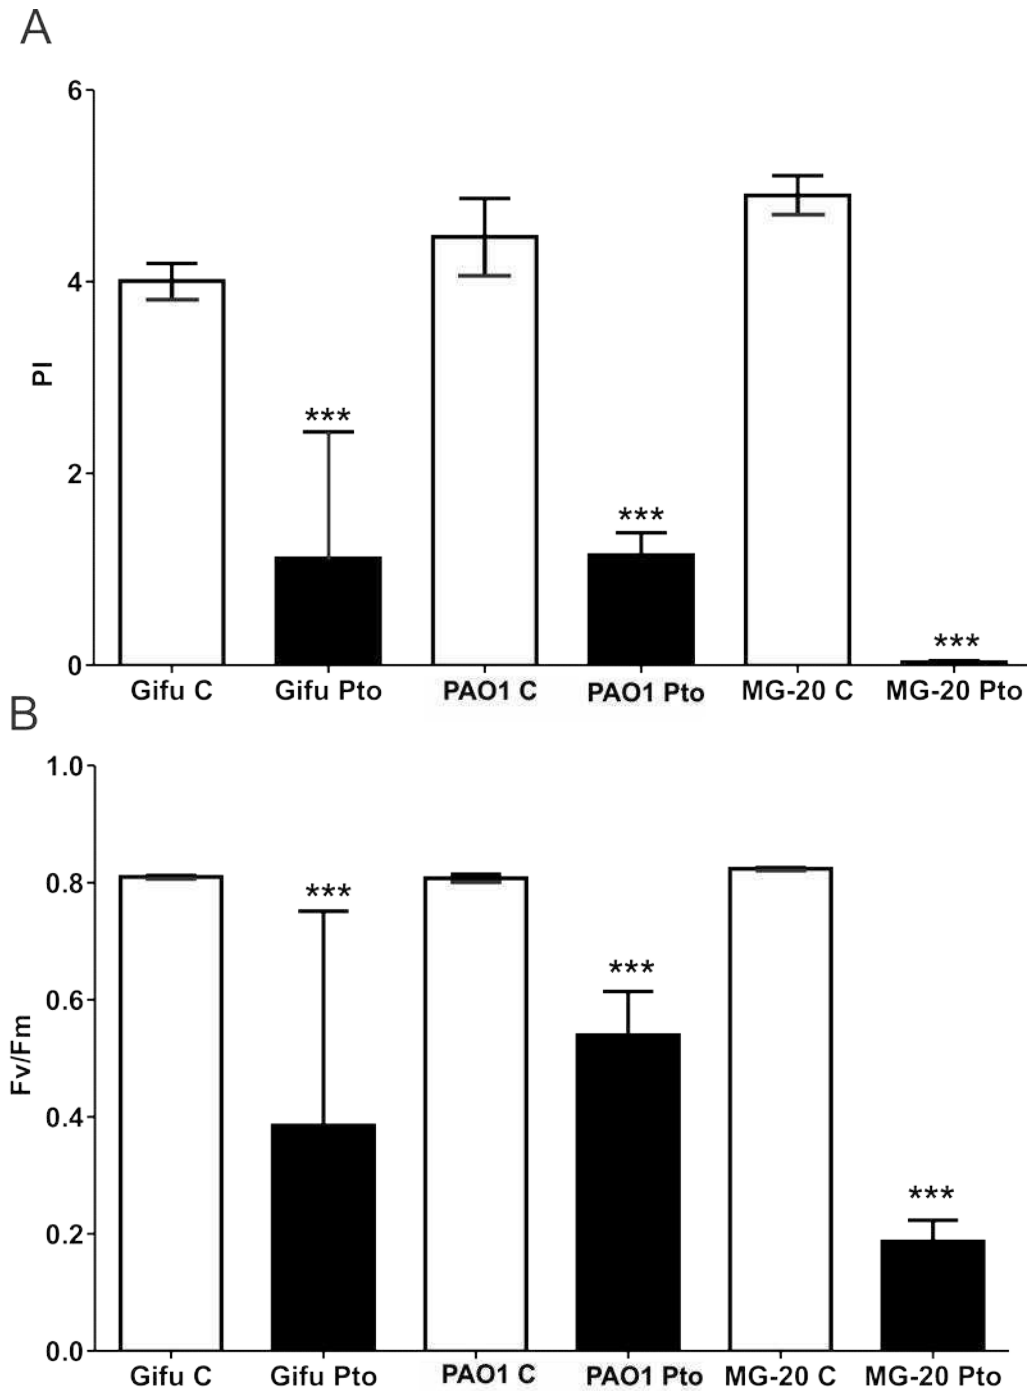 A
6
4
2
0
PI
***
***
***
Gifu C Gifu Pto PAO1 C PAO1 Pto MG-20 C MG-20 Pto
B
1.0
0.8
0.6
0.4
0.2
0.0
Fv/Fm
***
***
***
Gifu C Gifu Pto PAO1 C PAO1 Pto MG-20 C MG-20 Pto